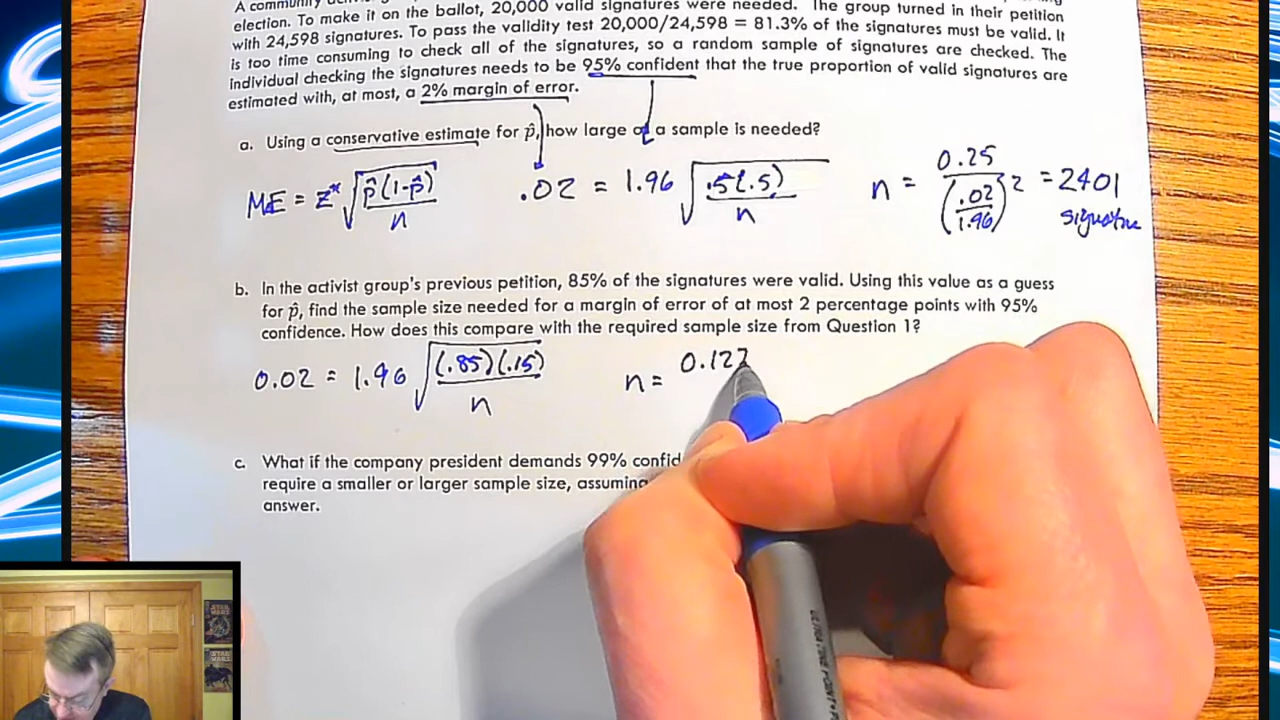 A community
election. To make it on the ballot, 20,000 valid signatures were needed. The group turned in their petition
with 24,598 signatures. To pass the validity test 20,000/24,598 = 81.3% of the signatures must be valid. It
is too time consuming to check all of the signatures, so a random sample of signatures are checked. The
individual checking the signatures needs to be 95% confident that the true proportion of valid signatures are
estimated with, at most, a 2% margin of error.
a. Using a conservative estimate for p̂, how large of a sample is needed?
ME = z* √(p̂(1-p̂)/n) .02 = 1.96 √(.5(.5)/n) n = 0.25/(.02/1.96)² = 2401
signatures
b. In the activist group's previous petition, 85% of the signatures were valid. Using this value as a guess
for p̂, find the sample size needed for a margin of error of at most 2 percentage points with 95%
confidence. How does this compare with the required sample size from Question 1?
0.02 = 1.96 √((.85)(.15)/n) n = 0.127
c. What if the company president demands 99% confid
require a smaller or larger sample size, assuming
answer.
STAR WARS
STAR WARS